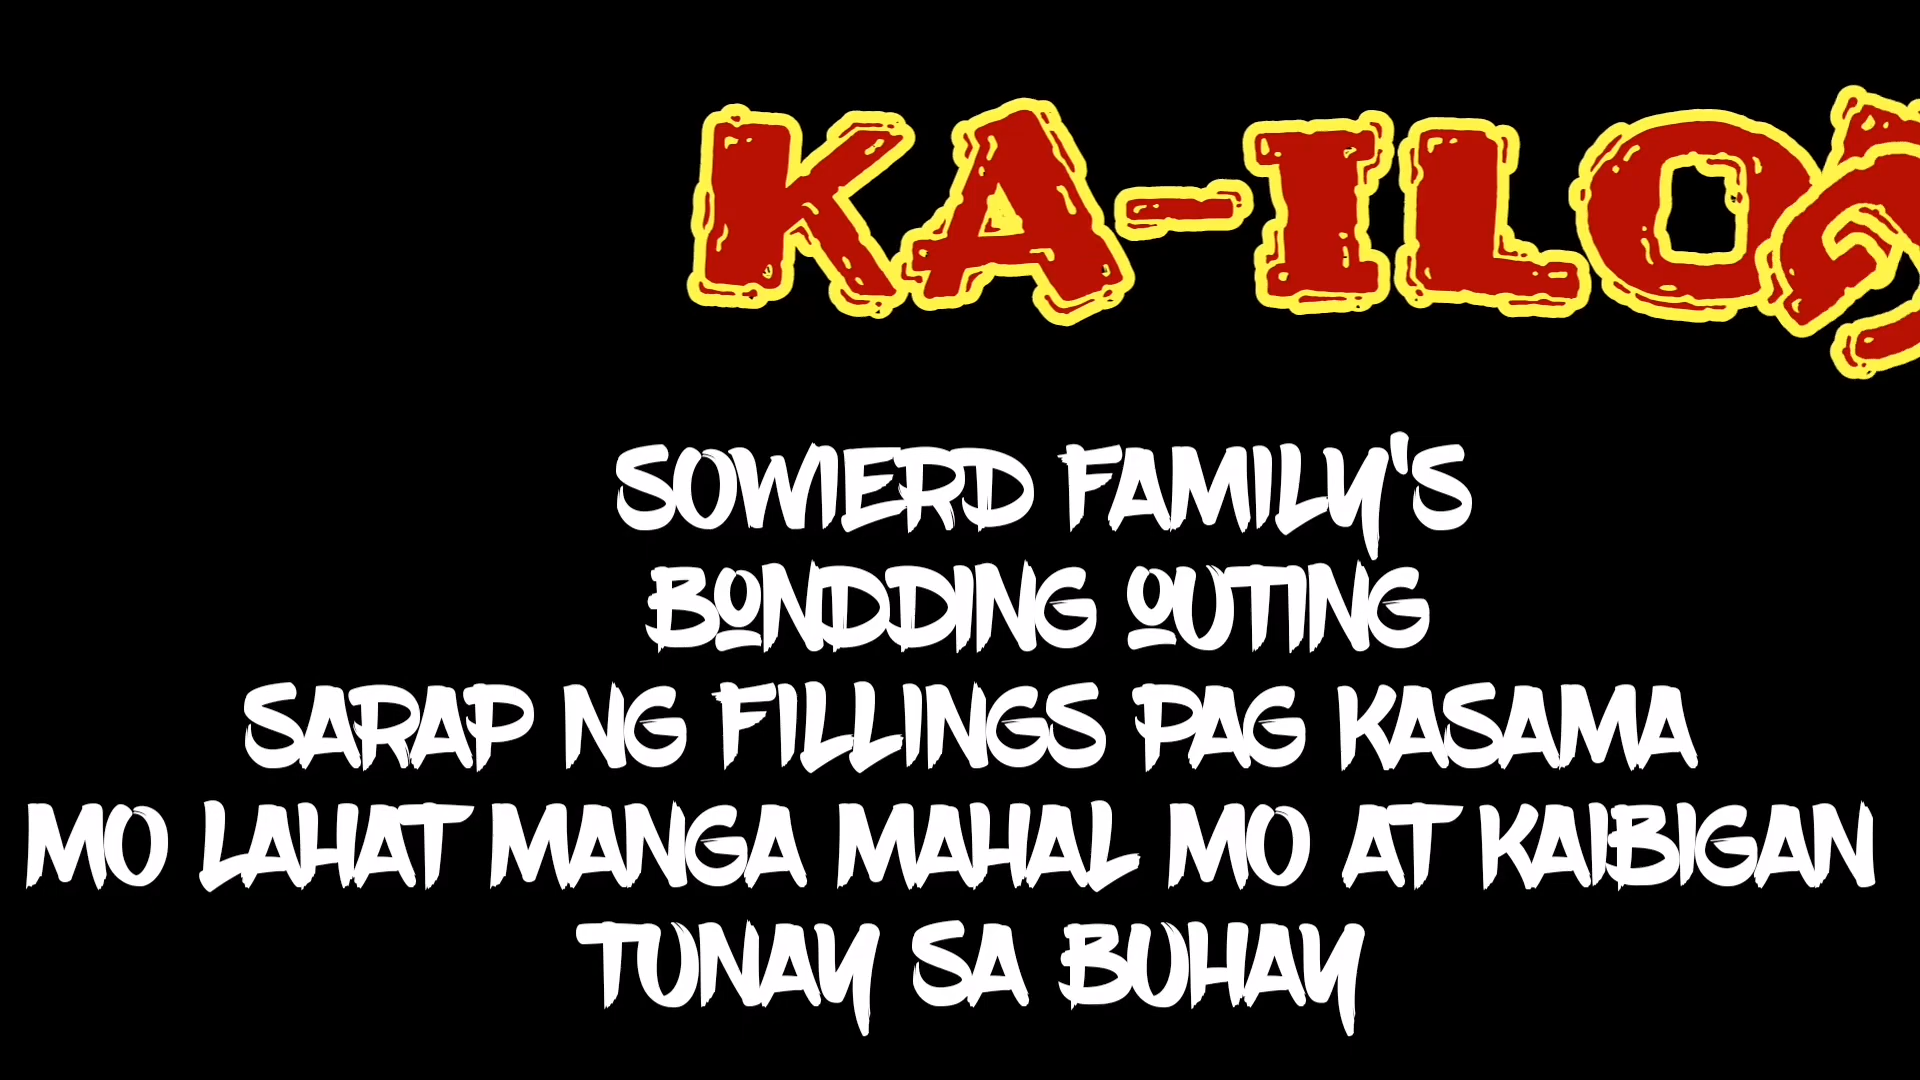 KA-ILO
SOWIERD FAMILY'S
BONDDING OUTING
SARAP NG FILLINGS PAG KASAMA
MO LAHAT MANGA MAHAL MO AT KAIBIGAN
TUNAY SA BUHAY